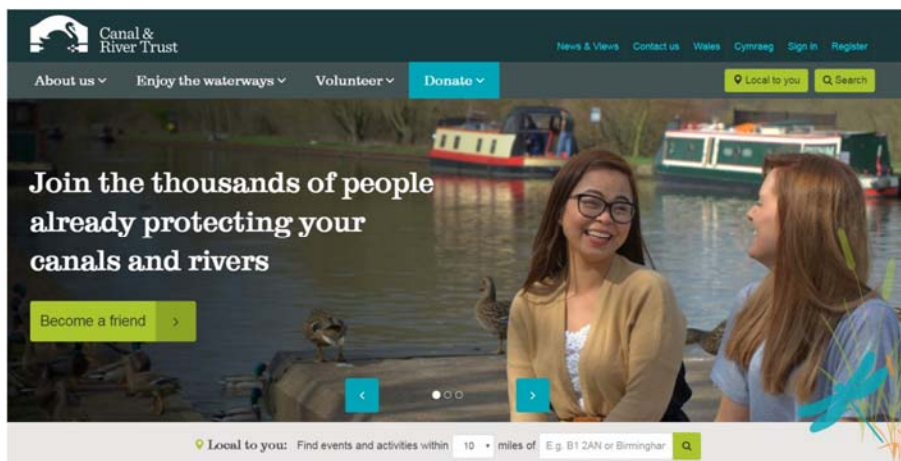 Canal &
River Trust
News & Views Contact us Wales Cymraeg Sign in Register
About us Enjoy the waterways Volunteer Donate Local to you Search
Join the thousands of people
already protecting your
canals and rivers
Become a friend
Local to you: Find events and activities within 10 miles of E.g. B1 2AN or Birminghar